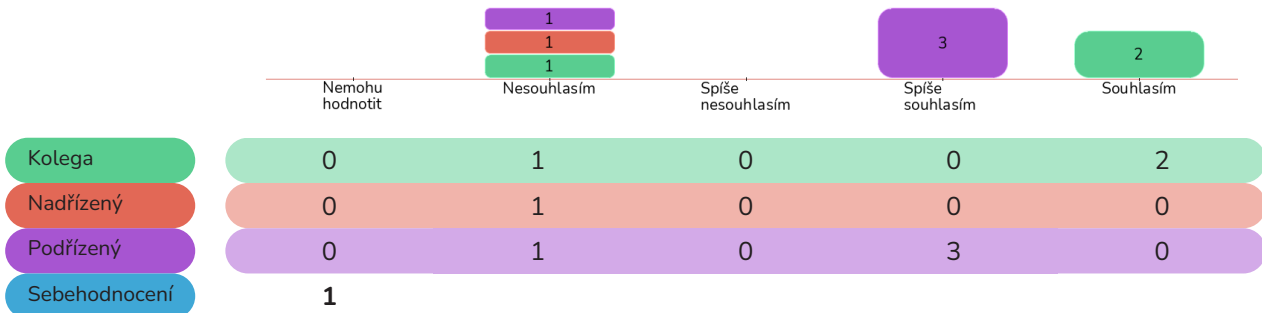 1
1
1
3
2
Nemohu hodnotit
Nesouhlasím
Spíše nesouhlasím
Spíše souhlasím
Souhlasím
Kolega 0 1 0 0 2
Nadřízený 0 1 0 0 0
Podřízený 0 1 0 3 0
Sebehodnocení 1